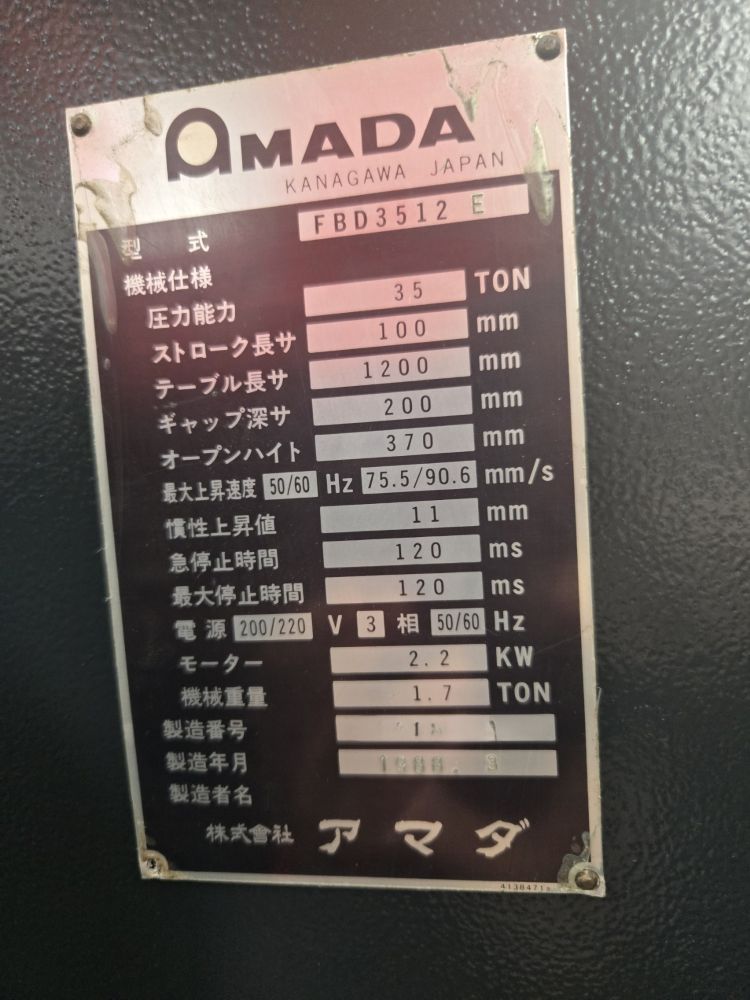 AMADA
KANAGAWA JAPAN
型式 FBD3512 E
機械仕様
圧力能力 35 TON
ストローク長サ 100 mm
テーブル長サ 1200 mm
ギャップ深サ 200 mm
オープンハイト 370 mm
最大上昇速度 50/60 Hz 75.5/90.6 mm/s
慣性上昇値 11 mm
急停止時間 120 ms
最大停止時間 120 ms
電源 200/220 V 3 相 50/60 Hz
モーター 2.2 KW
機械重量 1.7 TON
製造番号
製造年月 1988. 3
製造者名
株式會社 アマダ